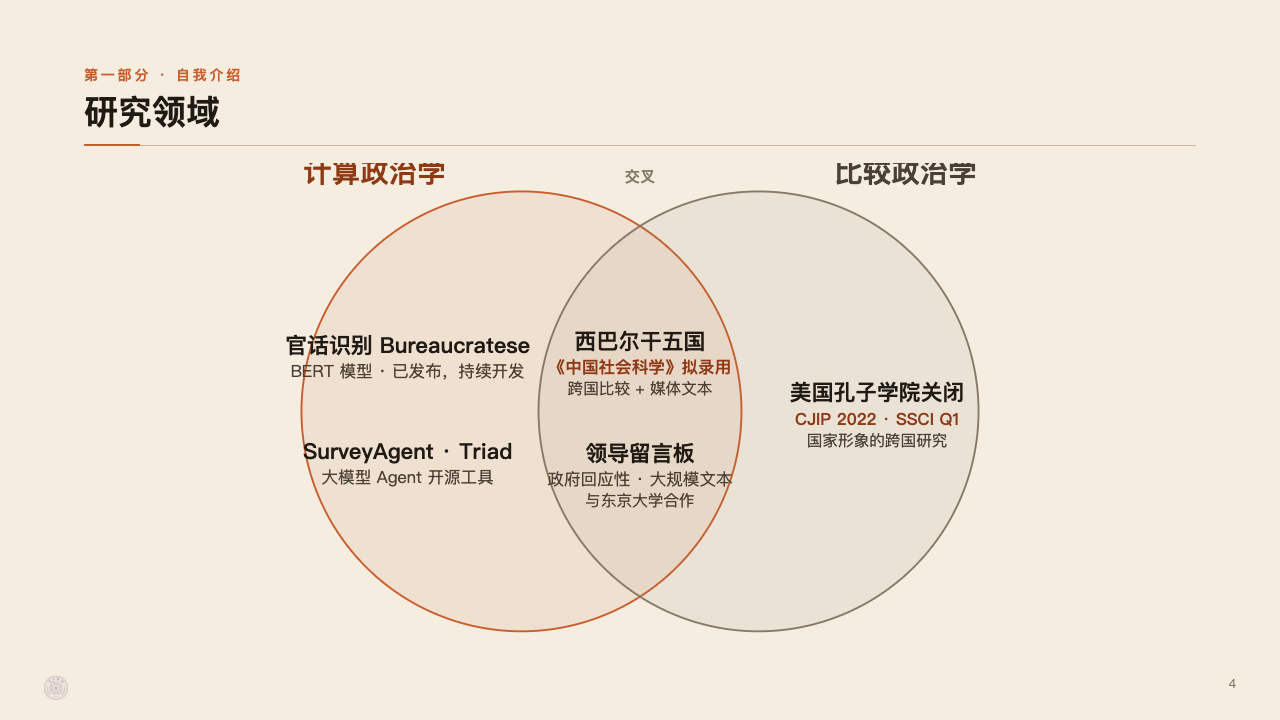 第一部分 · 自我介绍
研究领域
计算政治学
交叉
比较政治学
官话识别 Bureaucratese
BERT 模型 · 已发布，持续开发
SurveyAgent · Triad
大模型 Agent 开源工具
西巴尔干五国
《中国社会科学》拟录用
跨国比较 + 媒体文本
领导留言板
政府回应性 · 大规模文本
与东京大学合作
美国孔子学院关闭
CJIP 2022 · SSCI Q1
国家形象的跨国研究
4